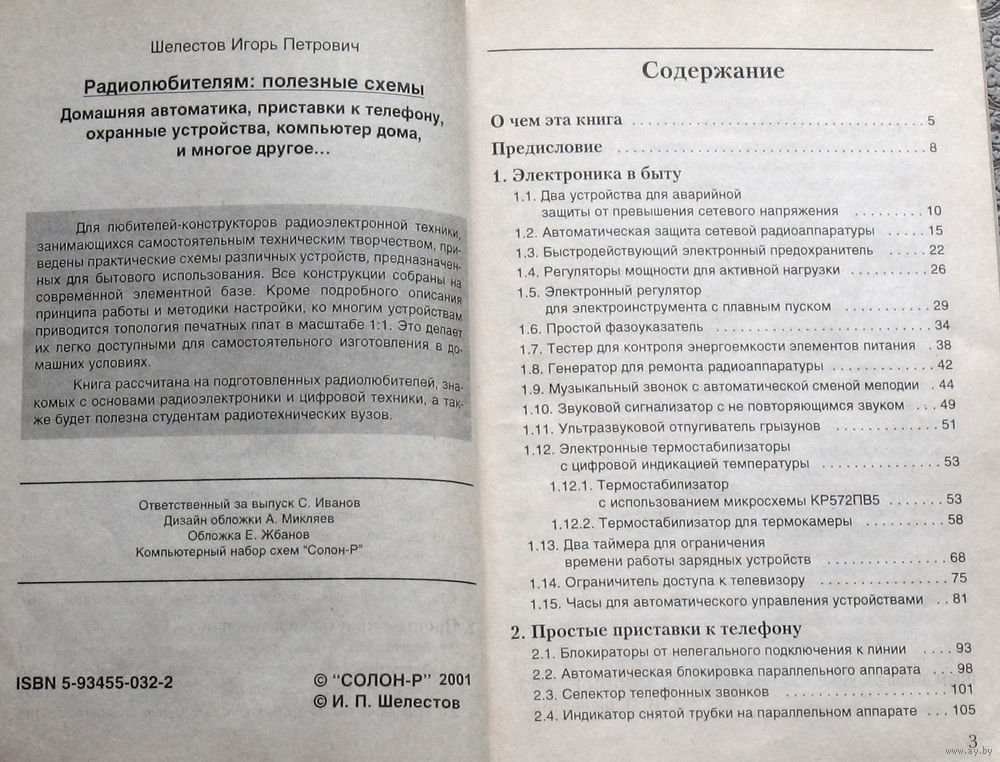 Шелестов Игорь Петрович
Радиолюбителям: полезные схемы
Домашняя автоматика, приставки к телефону,
охранные устройства, компьютер дома,
и многое другое...
Для любителей-конструкторов радиоэлектронной техники,
занимающихся самостоятельным техническим творчеством, при-
ведены практические схемы различных устройств, предназначен-
ных для бытового использования. Все конструкции собраны на
современной элементной базе. Кроме подробного описания
принципа работы и методики настройки, ко многим устройствам
приводится топология печатных плат в масштабе 1:1. Это делает
их легко доступными для самостоятельного изготовления в до-
машних условиях.
Книга рассчитана на подготовленных радиолюбителей, зна-
комых с основами радиоэлектроники и цифровой техники, а так-
же будет полезна студентам радиотехнических вузов.
Ответственный за выпуск С. Иванов
Дизайн обложки А. Микляев
Обложка Е. Жбанов
Компьютерный набор схем "Солон-Р"
ISBN 5-93455-032-2
© "СОЛОН-Р" 2001
© И. П. Шелестов
Содержание
О чем эта книга ........................ 5
Предисловие ........................ 8
1. Электроника в быту
1.1. Два устройства для аварийной
защиты от превышения сетевого напряжения ......... 10
1.2. Автоматическая защита сетевой радиоаппаратуры ..... 15
1.3. Быстродействующий электронный предохранитель ..... 22
1.4. Регуляторы мощности для активной нагрузки ........ 26
1.5. Электронный регулятор
для электроинструмента с плавным пуском ......... 29
1.6. Простой фазоуказатель ................. 34
1.7. Тестер для контроля энергоемкости элементов питания . 38
1.8. Генератор для ремонта радиоаппаратуры .......... 42
1.9. Музыкальный звонок с автоматической сменой мелодии . 44
1.10. Звуковой сигнализатор с не повторяющимся звуком ... 49
1.11. Ультразвуковой отпугиватель грызунов ............ 51
1.12. Электронные термостабилизаторы
с цифровой индикацией температуры ............ 53
1.12.1. Термостабилизатор
с использованием микросхемы КР572ПВ5 ...... 53
1.12.2. Термостабилизатор для термокамеры ........ 58
1.13. Два таймера для ограничения
времени работы зарядных устройств ............ 68
1.14. Ограничитель доступа к телевизору ............ 75
1.15. Часы для автоматического управления устройствами .. 81
2. Простые приставки к телефону
2.1. Блокираторы от нелегального подключения к линии .... 93
2.2. Автоматическая блокировка параллельного аппарата ... 98
2.3. Селектор телефонных звонков .............. 101
2.4. Индикатор снятой трубки на параллельном аппарате ... 105
3
www.ay.by